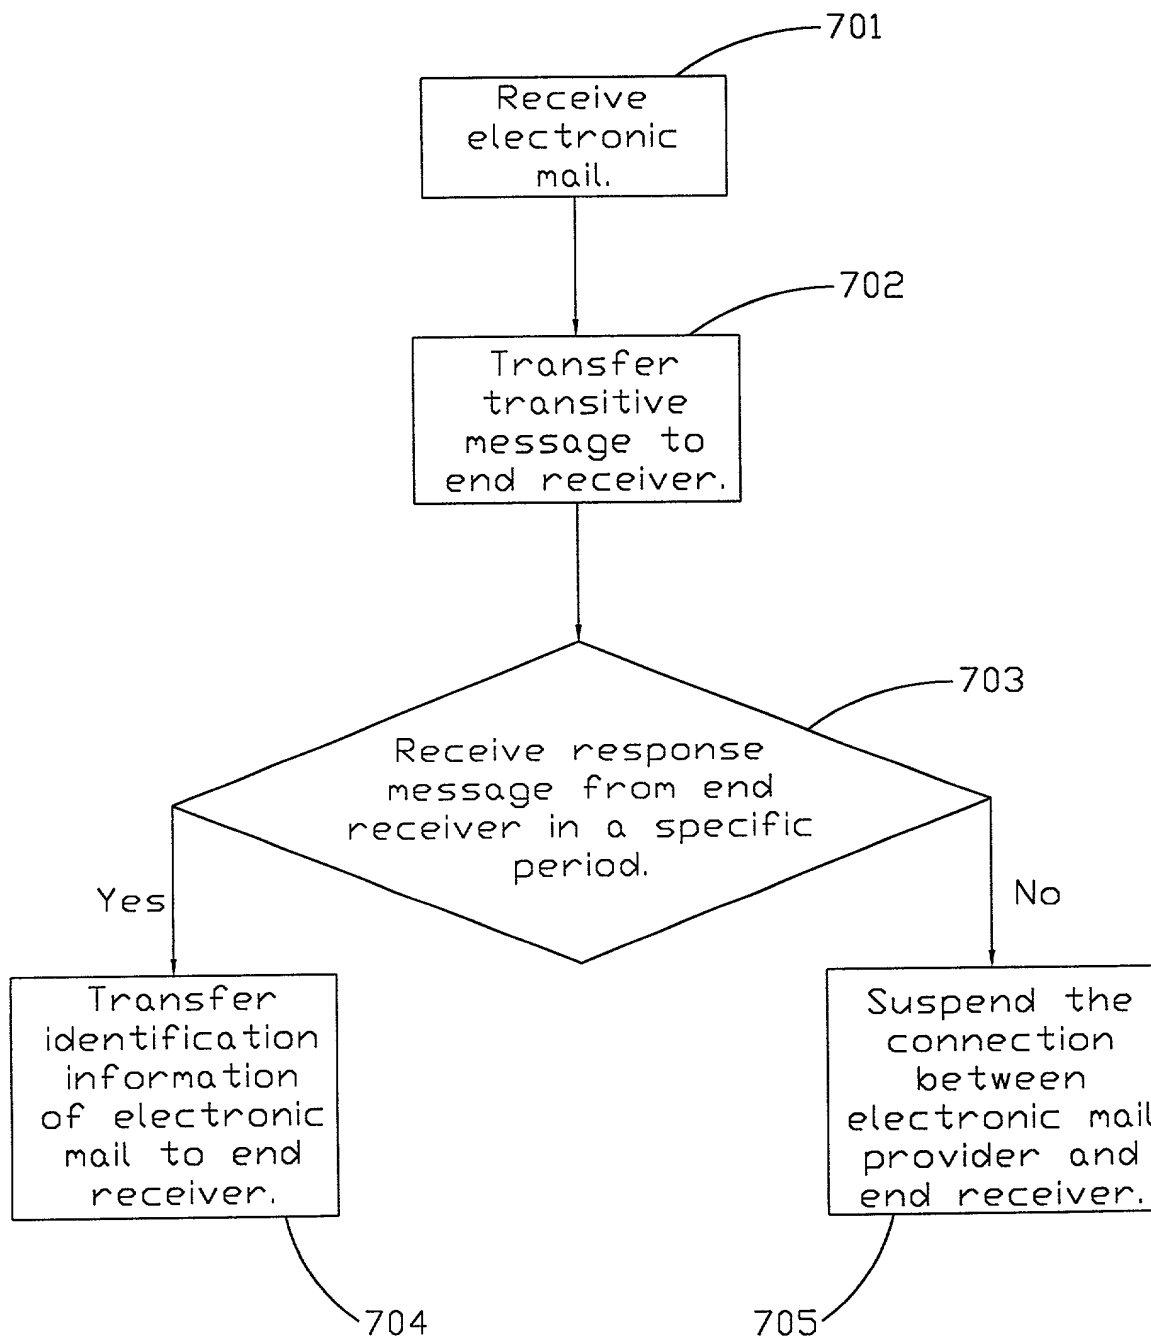 701
Receive
electronic
mail.
702
Transfer
transitive
message to
end receiver.
703
Receive response
message from end
receiver in a specific
period.
Yes
No
Transfer
identification
information
of electronic
mail to end
receiver.
Suspend the
connection
between
electronic mail
provider and
end receiver.
704
705